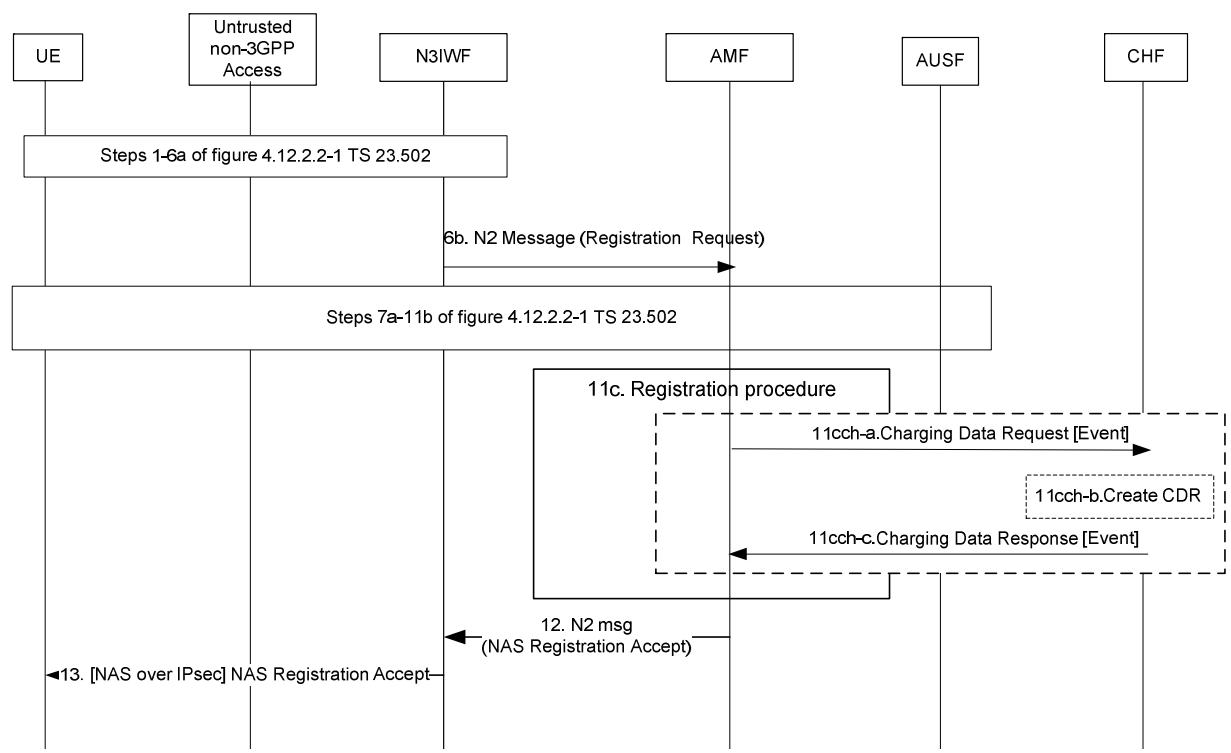 UE
Untrusted
non-3GPP
Access
N3IWF
AMF
AUSF
CHF
Steps 1-6a of figure 4.12.2.2-1 TS 23.502
6b. N2 Message (Registration Request)
Steps 7a-11b of figure 4.12.2.2-1 TS 23.502
11c. Registration procedure
11cch-a.Charging Data Request [Event]
11cch-b.Create CDR
11cch-c.Charging Data Response [Event]
12. N2 msg
(NAS Registration Accept)
13. [NAS over IPsec] NAS Registration Accept